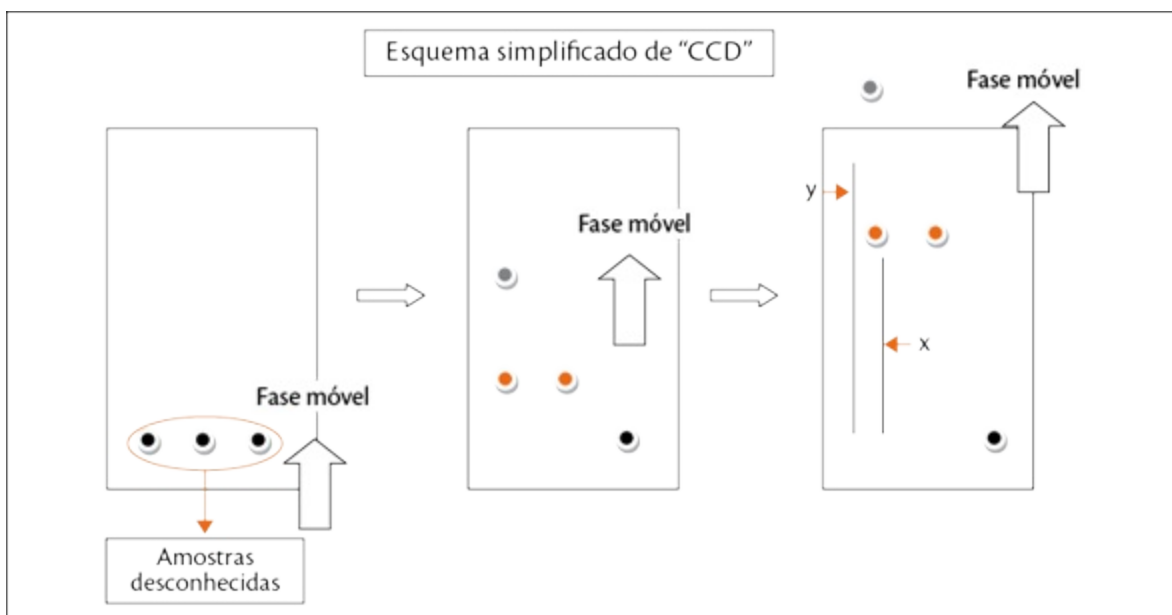 Esquema simplificado de “CCD”
Fase móvel
Amostras
desconhecidas
Fase móvel
Fase móvel
y
x